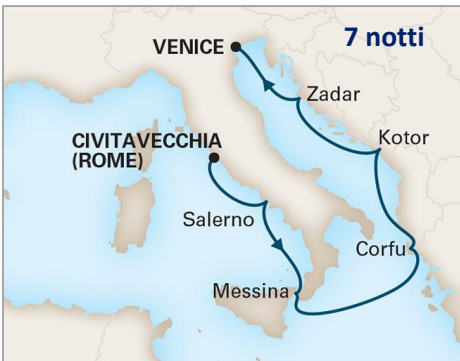 7 notti
VENICE
Zadar
Kotor
CIVITAVECCHIA
(ROME)
Salerno
Corfu
Messina